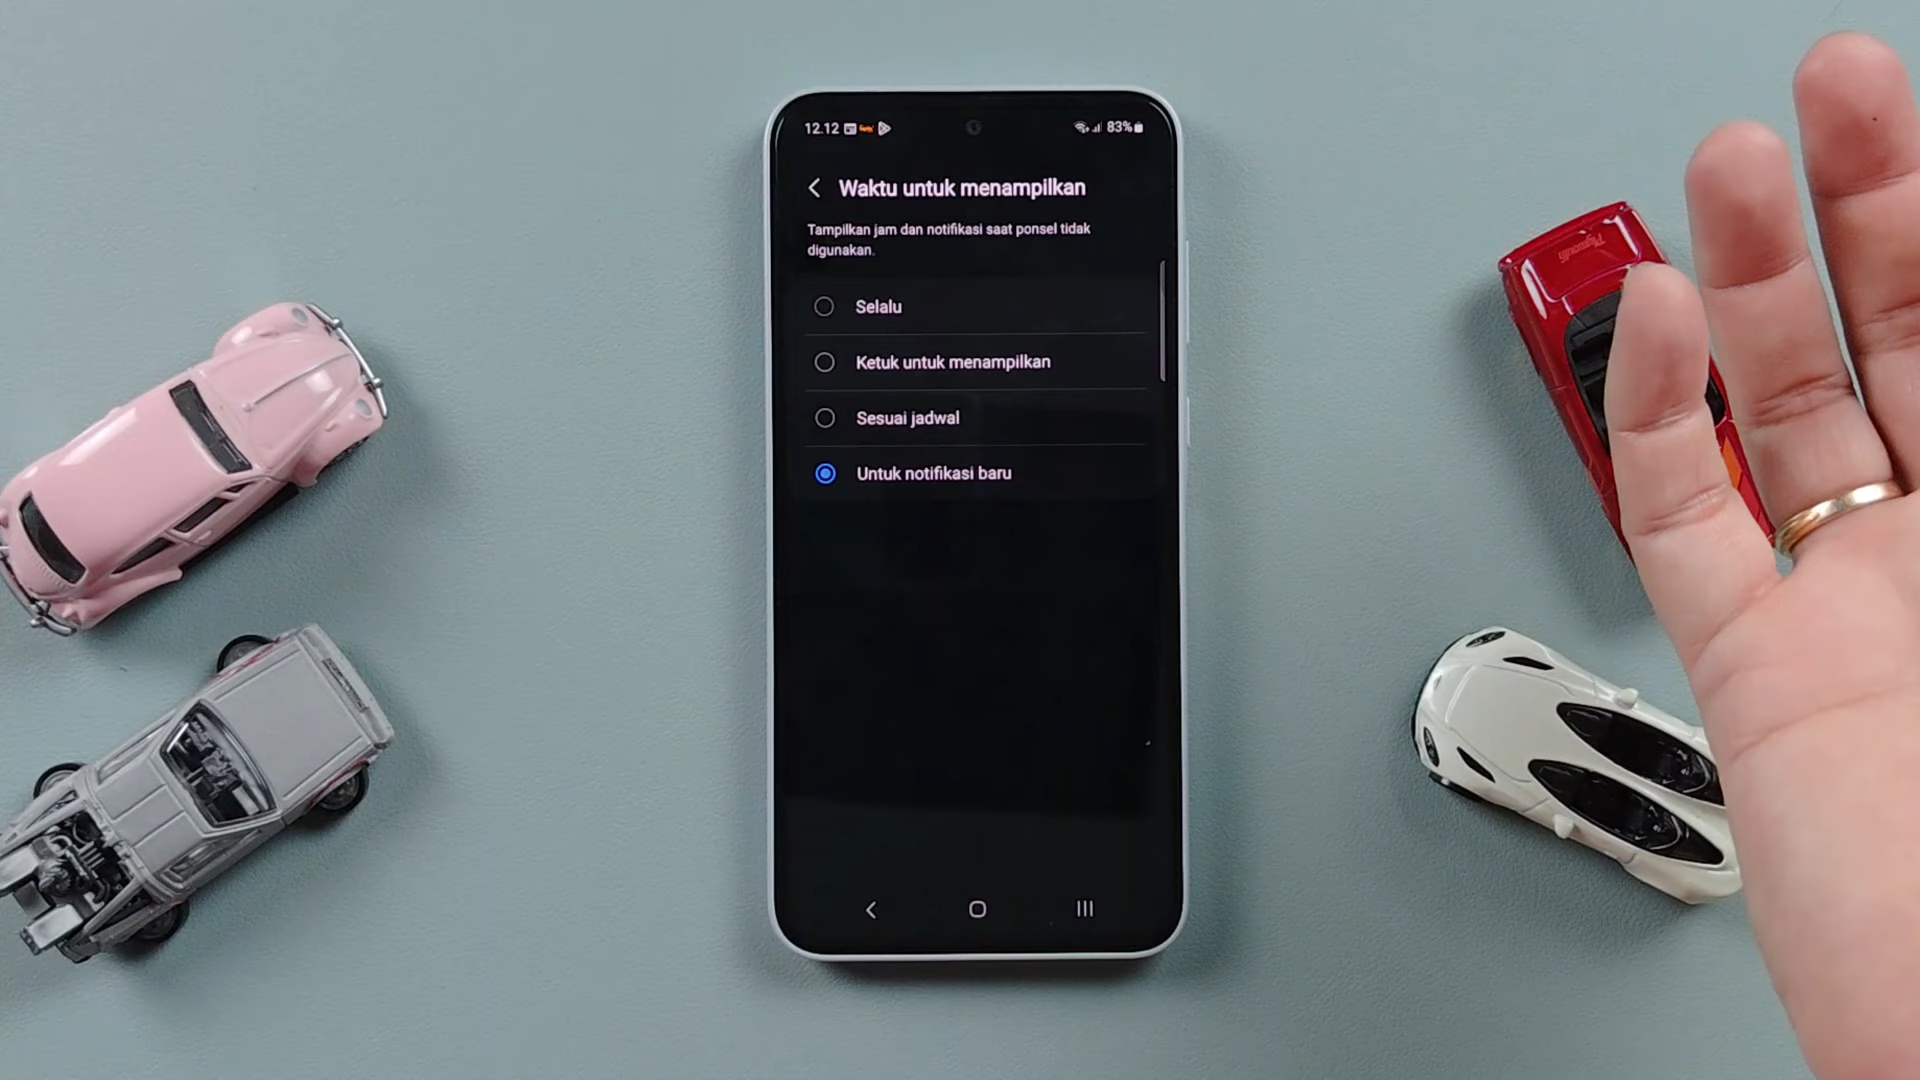 12.12
83%
Waktu untuk menampilkan
Tampilkan jam dan notifikasi saat ponsel tidak
digunakan.
Selalu
Ketuk untuk menampilkan
Sesuai jadwal
Untuk notifikasi baru